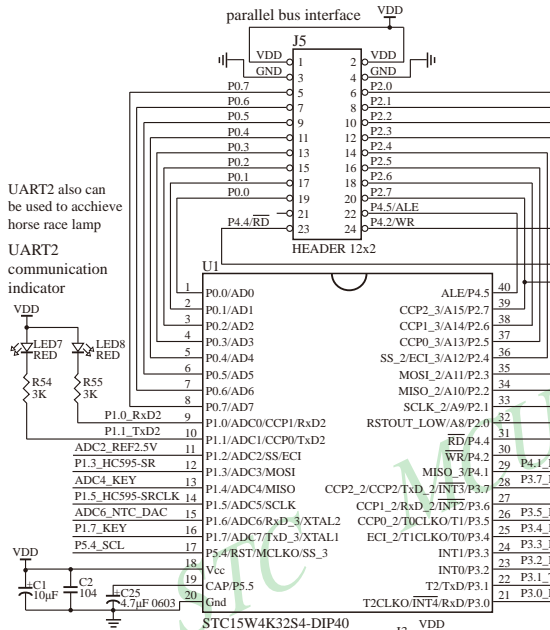 parallel bus interface
VDD
J5
VDD 1 2 VDD
GND 3 4 GND
P0.7 5 6 P2.0
P0.6 7 8 P2.1
P0.5 9 10 P2.2
P0.4 11 12 P2.3
P0.3 13 14 P2.4
P0.2 15 16 P2.5
P0.1 17 18 P2.6
P0.0 19 20 P2.7
21 22 P4.5/ALE
P4.4/RD 23 24 P4.2/WR
HEADER 12x2
UART2 also can
be used to acchieve
horse race lamp
UART2
communication
indicator
VDD
LED7
RED
LED8
RED
R54
3K
R55
3K
U1
1 P0.0/AD0 ALE/P4.5 40
2 P0.1/AD1 CCP2_3/A15/P2.7 39
3 P0.2/AD2 CCP1_3/A14/P2.6 38
4 P0.3/AD3 CCP0_3/A13/P2.5 37
5 P0.4/AD4 SS_2/ECI_3/A12/P2.4 36
6 P0.5/AD5 MOSI_2/A11/P2.3 35
7 P0.6/AD6 MISO_2/A10/P2.2 34
8 P0.7/AD7 SCLK_2/A9/P2.1 33
P1.0_RxD2 9 P1.0/ADC0/CCP1/RxD2 RSTOUT_LOW/A8/P2.0 32
P1.1_TxD2 10 P1.1/ADC1/CCP0/TxD2 RD/P4.4 31
ADC2_REF2.5V 11 P1.2/ADC2/SS/ECI WR/P4.2 30
P1.3_HC595-SR 12 P1.3/ADC3/MOSI MISO_3/P4.1 29 P4.1_
ADC4_KEY 13 P1.4/ADC4/MISO CCP2_2/CCP2/TxD_2/INT3/P3.7 28 P3.7_
P1.5_HC595-SRCLK 14 P1.5/ADC5/SCLK CCP1_2/RxD_2/INT2/P3.6 27
ADC6_NTC_DAC 15 P1.6/ADC6/RxD_3/XTAL2 CCP0_2/T0CLKO/T1/P3.5 26 P3.5_
P1.7_KEY 16 P1.7/ADC7/TxD_3/XTAL1 ECI_2/T1CLKO/T0/P3.4 25 P3.4_
P5.4_SCL 17 P5.4/RST/MCLKO/SS_3 INT1/P3.3 24 P3.3_
VDD 18 Vcc INT0/P3.2 23 P3.2_
19 CAP/P5.5 T2/TxD/P3.1 22 P3.1_
20 Gnd T2CLKO/INT4/RxD/P3.0 21 P3.0_
C1
10μF
C2
104
C25
4.7μF 0603
STC15W4K32S4-DIP40
VDD
STC MCU